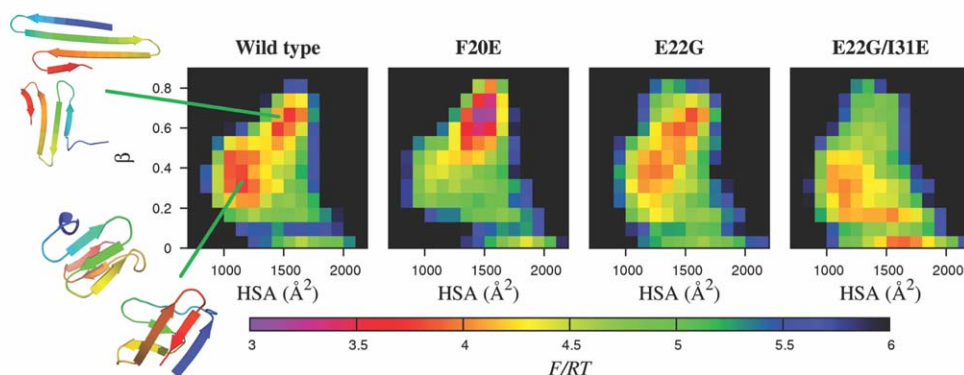 Wild type F20E E22G E22G/I31E
0.8
0.6
0.4
0.2
0
β
1000 1500 2000 1000 1500 2000 1000 1500 2000 1000 1500 2000
HSA (Å²) HSA (Å²) HSA (Å²) HSA (Å²)
3 3.5 4 4.5 5 5.5 6
F/RT